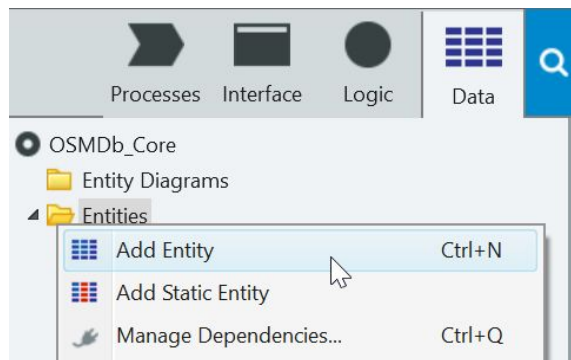 Processes Interface Logic Data
OSMDb_Core
Entity Diagrams
Entities
Add Entity Ctrl+N
Add Static Entity
Manage Dependencies... Ctrl+Q